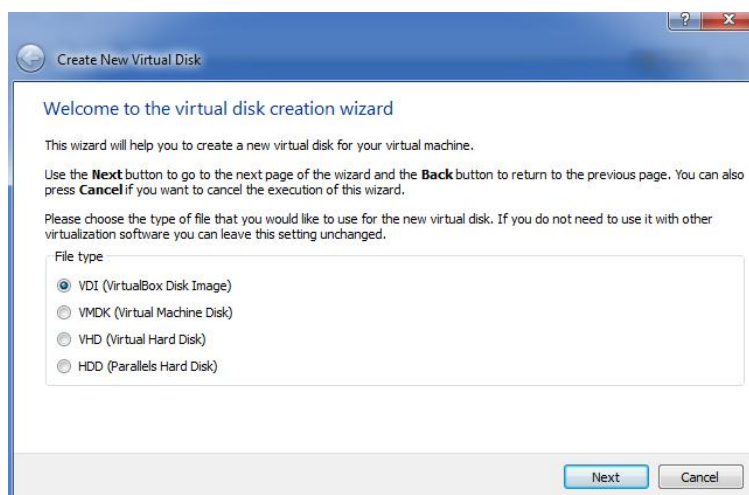 ?
X
Create New Virtual Disk
Welcome to the virtual disk creation wizard
This wizard will help you to create a new virtual disk for your virtual machine.
Use the Next button to go to the next page of the wizard and the Back button to return to the previous page. You can also
press Cancel if you want to cancel the execution of this wizard.
Please choose the type of file that you would like to use for the new virtual disk. If you do not need to use it with other
virtualization software you can leave this setting unchanged.
File type
VDI (VirtualBox Disk Image)
VMDK (Virtual Machine Disk)
VHD (Virtual Hard Disk)
HDD (Parallels Hard Disk)
Next
Cancel